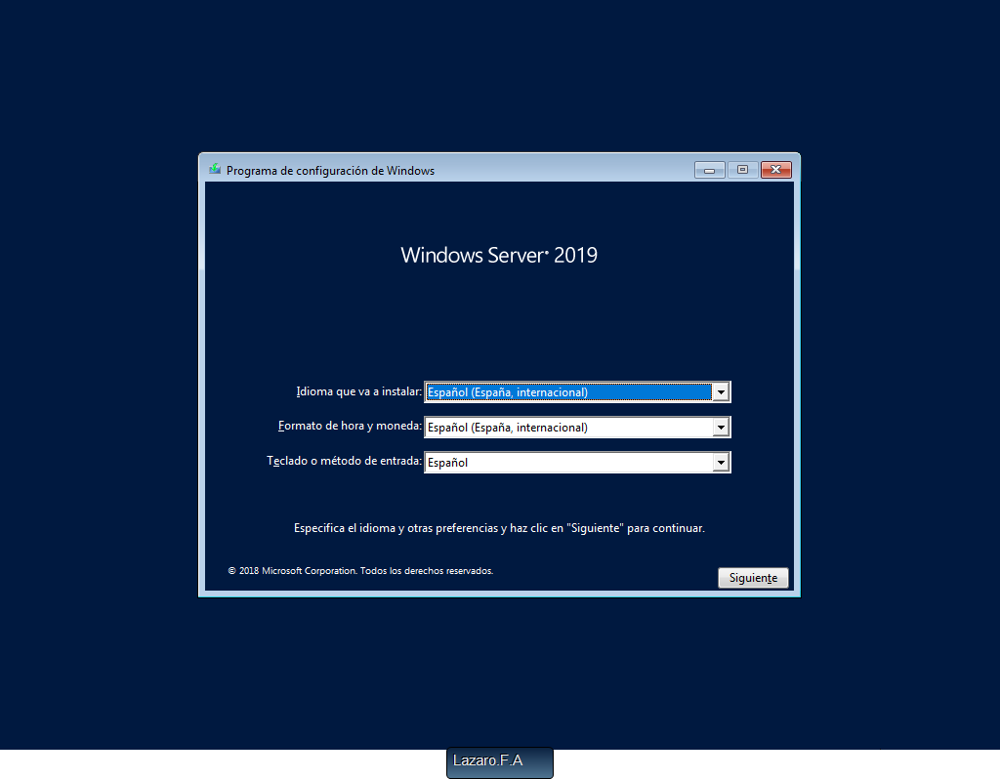 Programa de configuración de Windows
Windows Server® 2019
Idioma que va a instalar: Español (España, internacional)
Formato de hora y moneda: Español (España, internacional)
Teclado o método de entrada: Español
Especifica el idioma y otras preferencias y haz clic en "Siguiente" para continuar.
© 2018 Microsoft Corporation. Todos los derechos reservados.
Siguiente
Lazaro.F.A